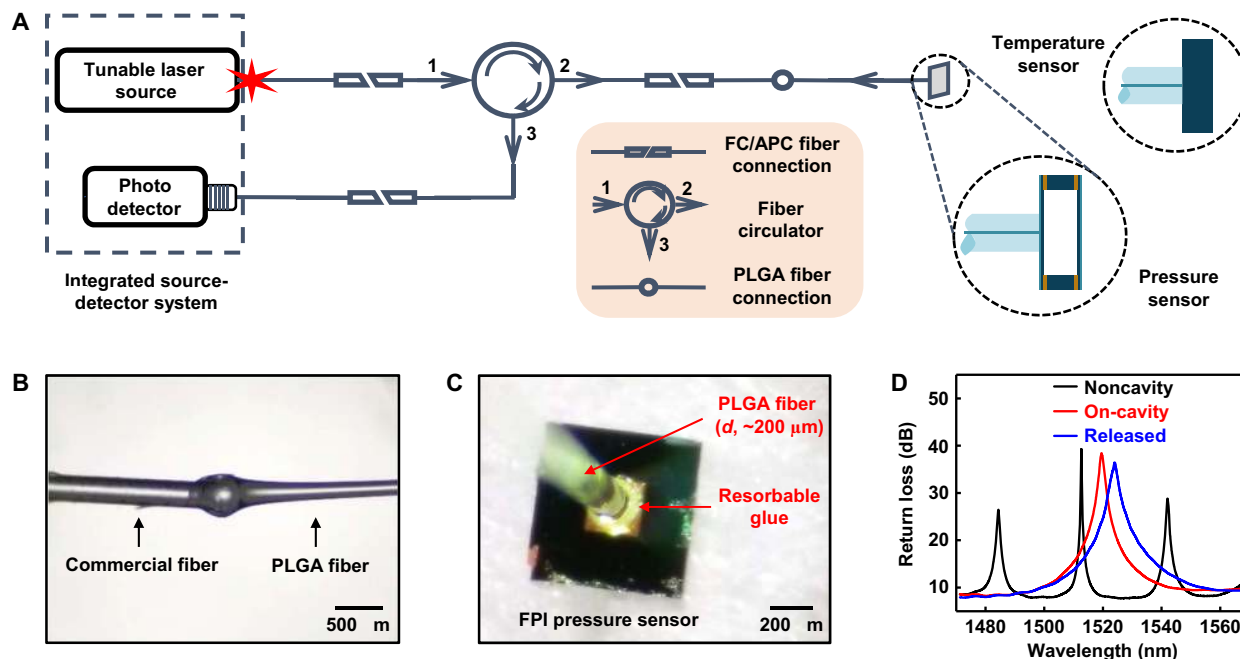 A
Tunable laser
source
Photo
detector
Integrated source-
detector system
1
2
3
FC/APC fiber
connection
1
2
3
Fiber
circulator
PLGA fiber
connection
Temperature
sensor
Pressure
sensor
B
Commercial fiber
PLGA fiber
500 m
C
PLGA fiber
(d, ~200 μm)
Resorbable
glue
FPI pressure sensor
200 m
D
Noncavity
On-cavity
Released
Return loss (dB)
50
40
30
20
10
1480 1500 1520 1540 1560
Wavelength (nm)